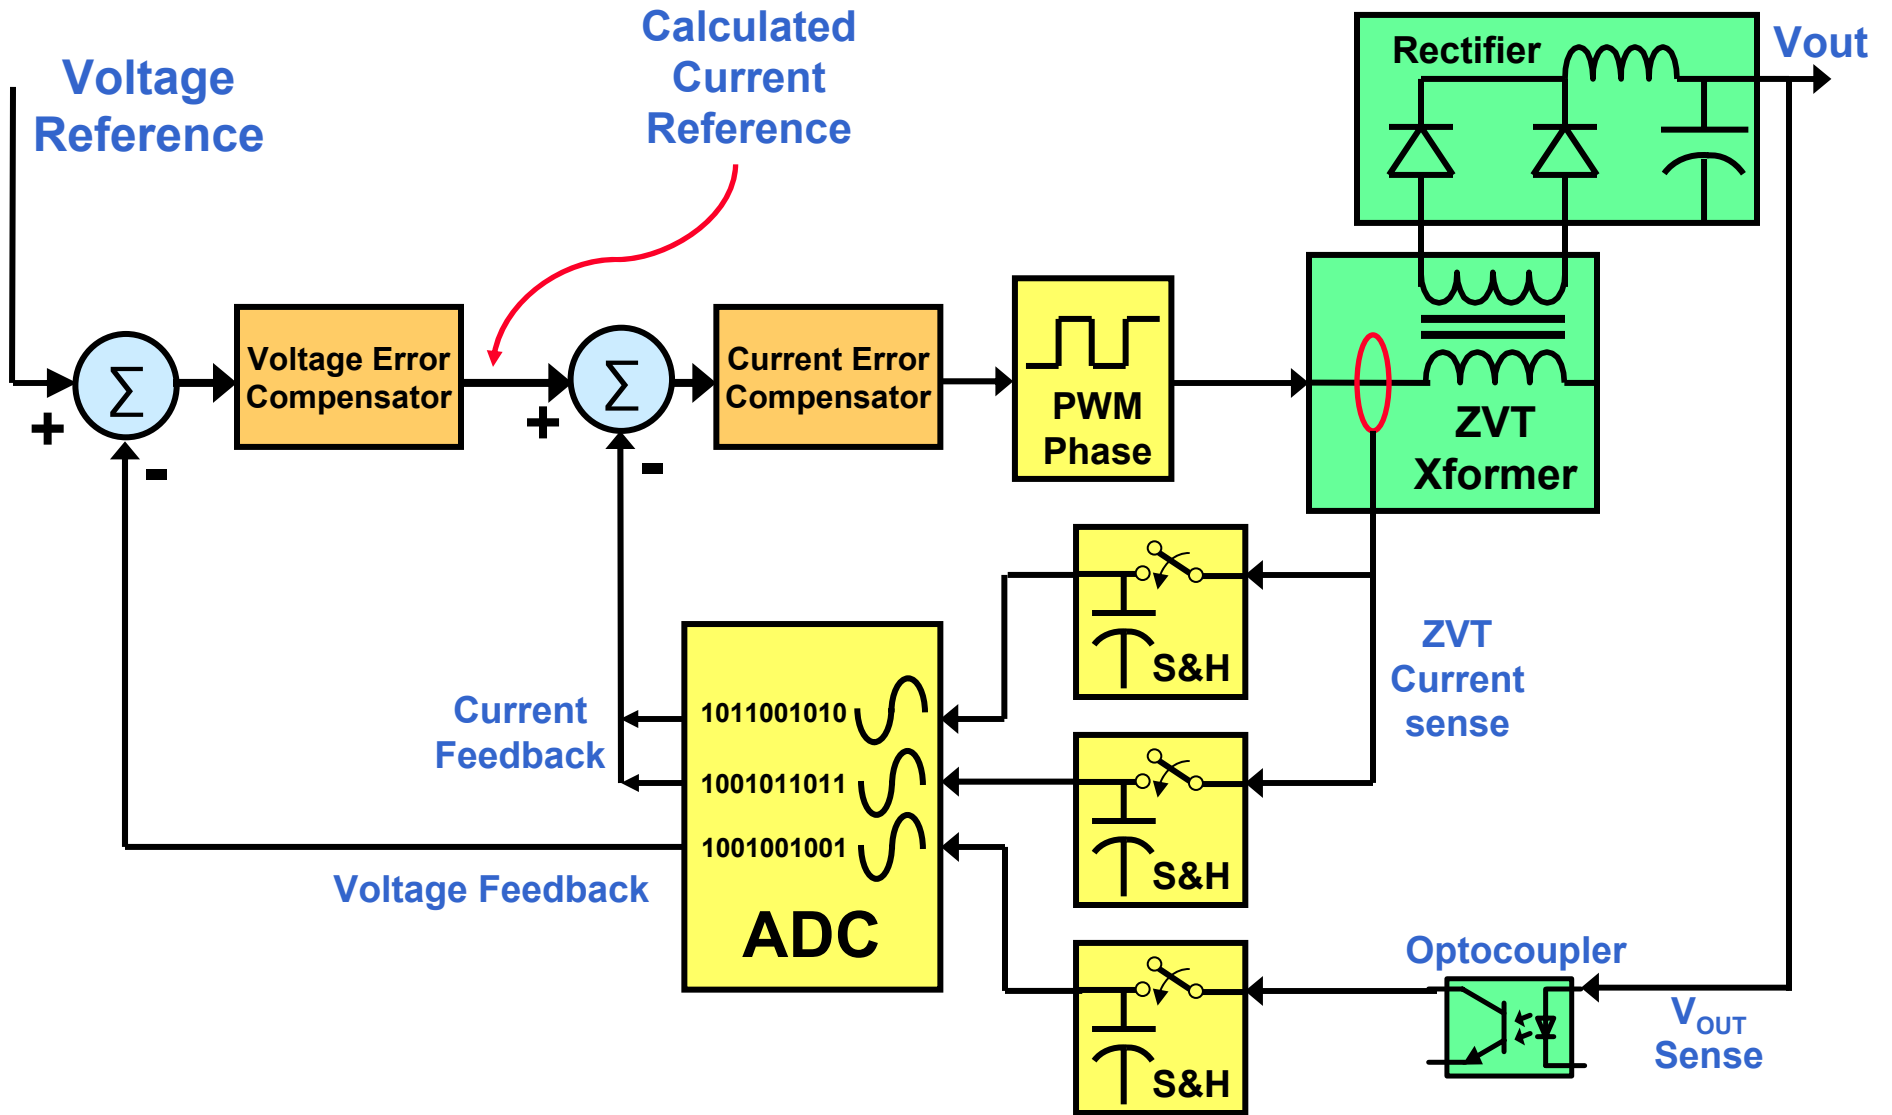 Voltage
Reference
Calculated
Current
Reference
Rectifier
Vout
Σ
Voltage Error
Compensator
Σ
Current Error
Compensator
PWM
Phase
ZVT
Xformer
+
-
+
-
S&H
ZVT
Current
sense
Current
Feedback
1011001010
1001011011
1001001001
ADC
S&H
Voltage Feedback
S&H
Optocoupler
VOUT
Sense